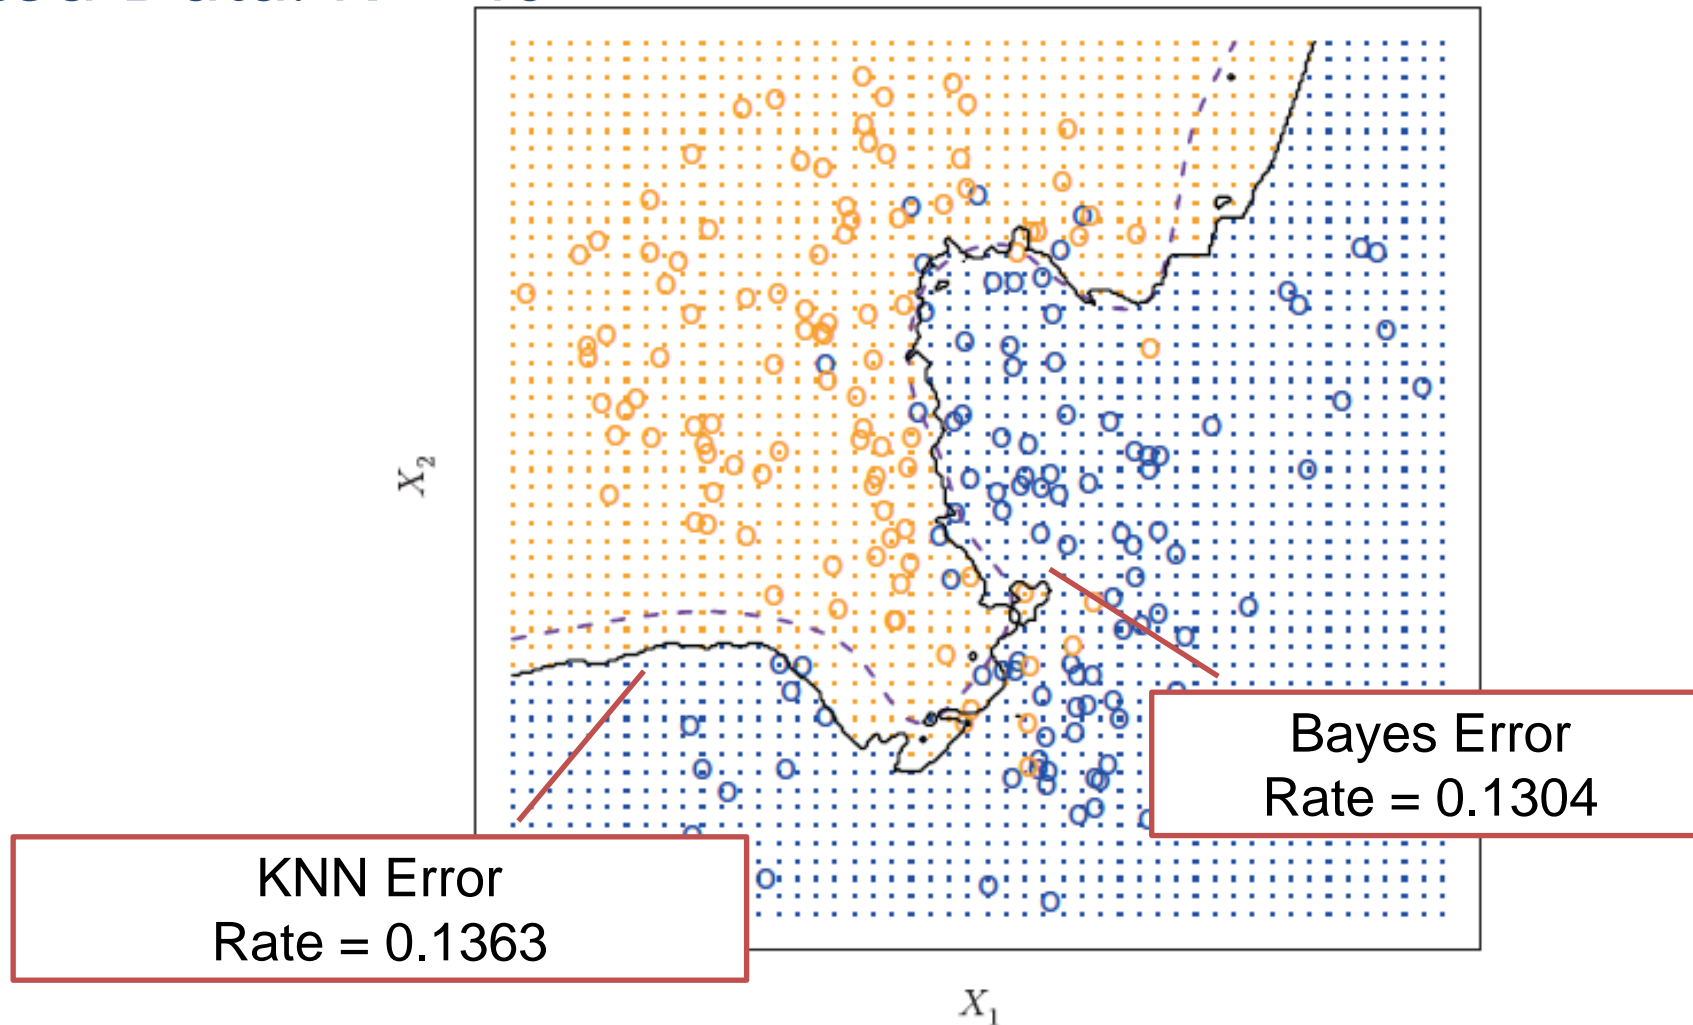 X₂
KNN Error
Rate = 0.1363
Bayes Error
Rate = 0.1304
X₁